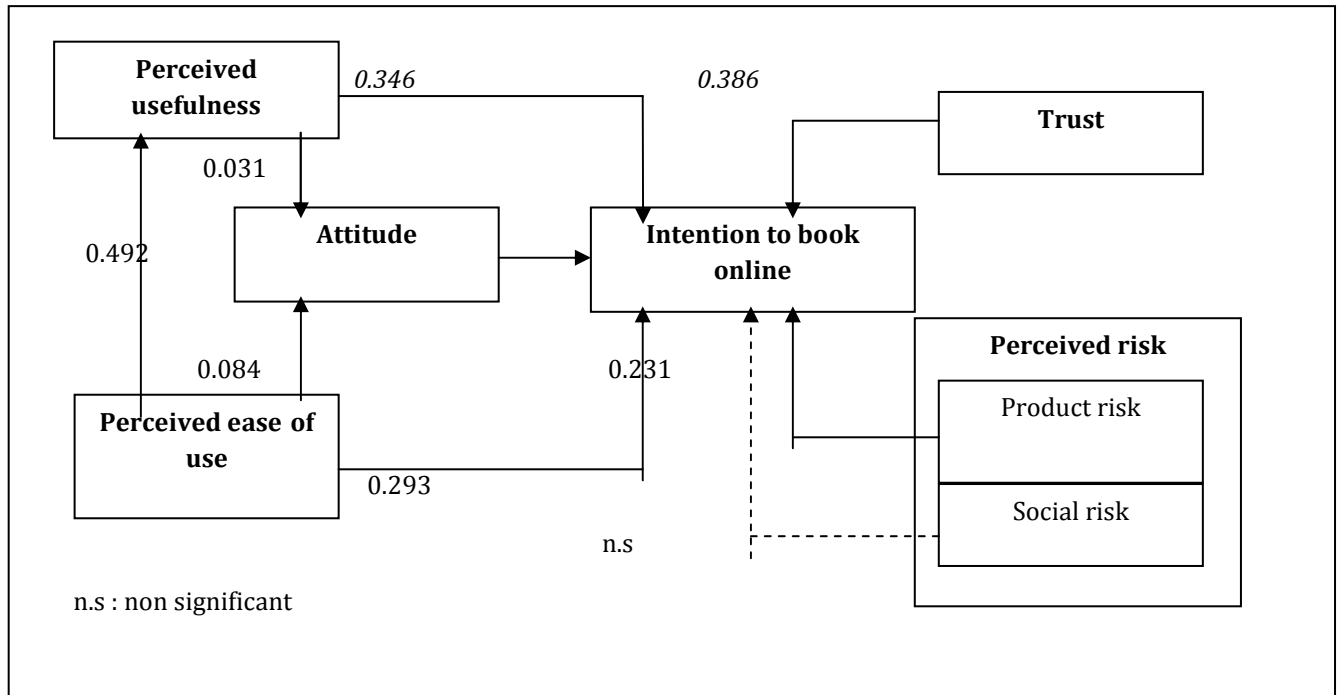 Perceived
usefulness
0.346
0.386
Trust
0.031
Attitude
Intention to book
online
0.492
0.084
0.231
Perceived risk
Product risk
Perceived ease of
use
0.293
Social risk
n.s
n.s : non significant